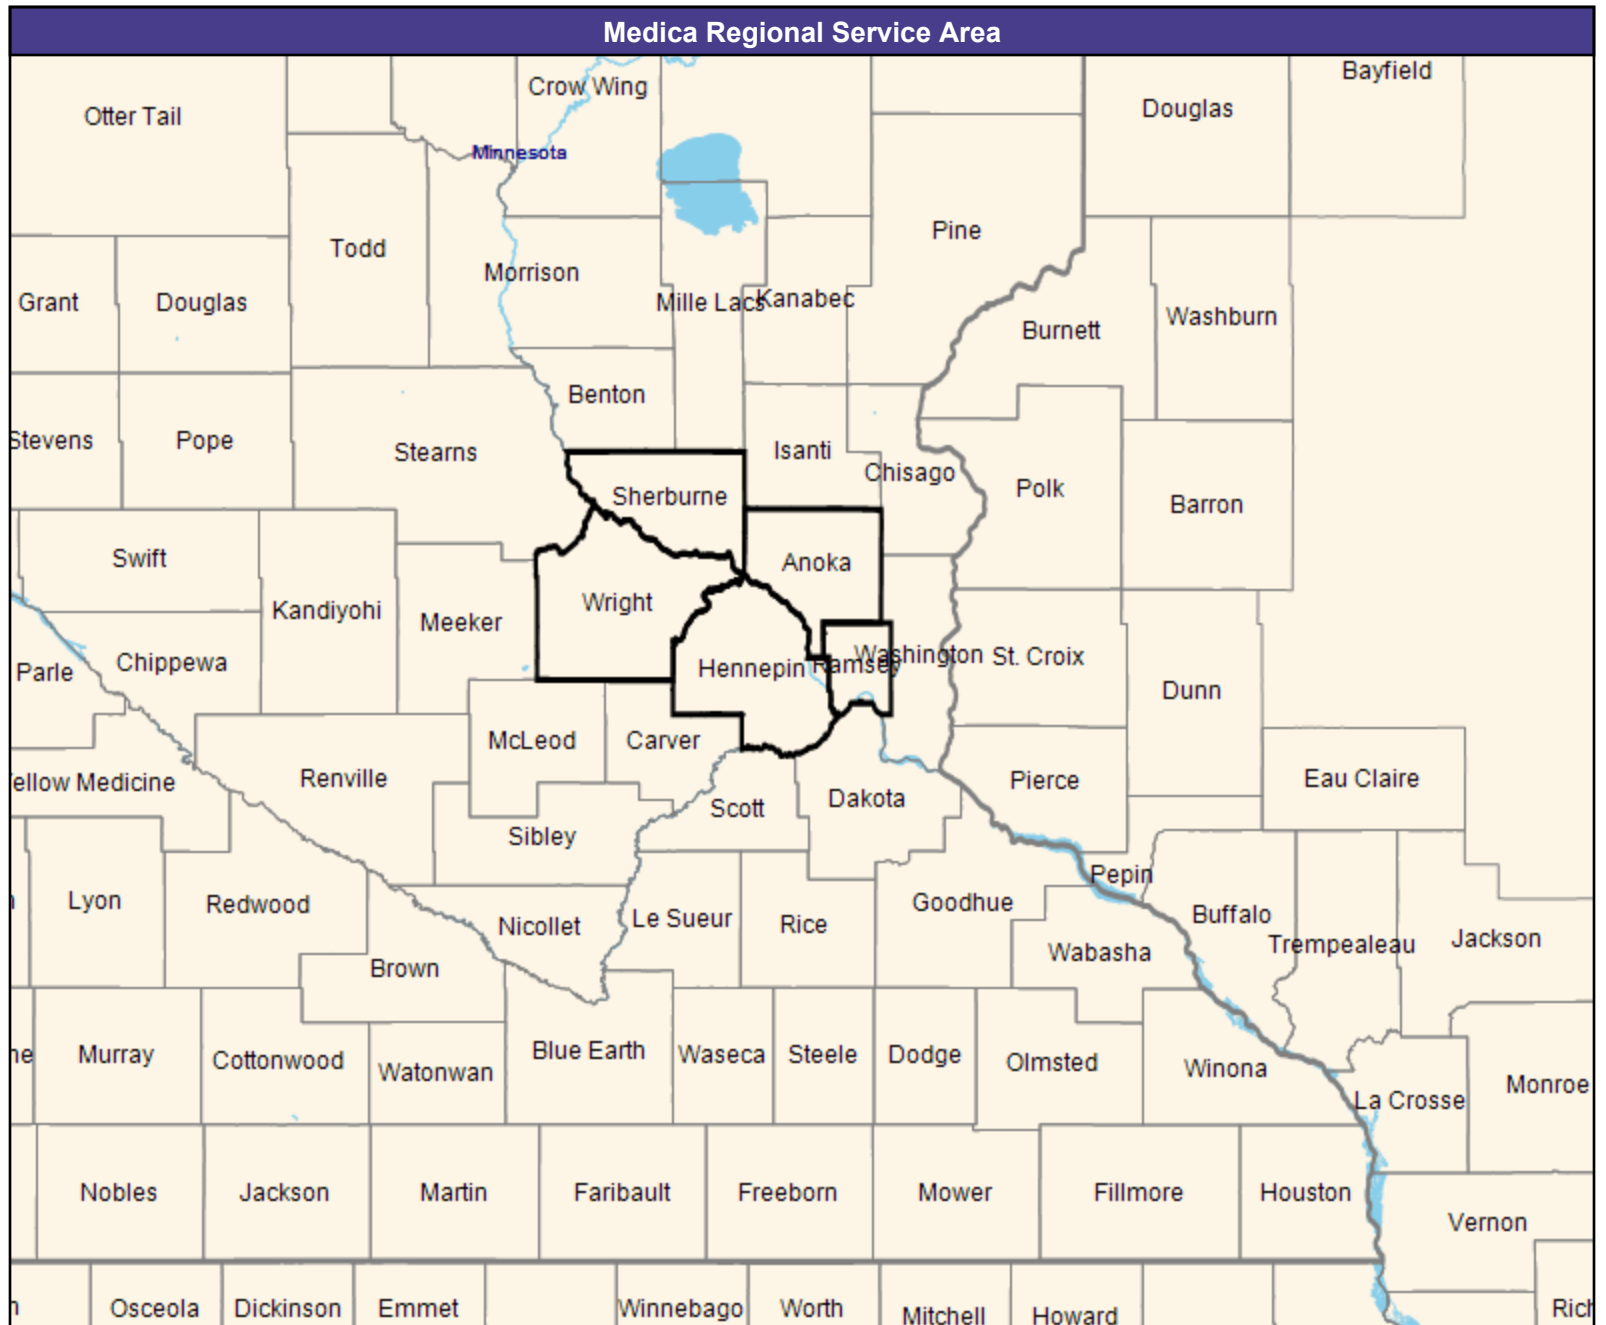 Medica Regional Service Area
Crow Wing
Bayfield
Otter Tail
Douglas
Minnesota
Pine
Todd
Morrison
Grant
Douglas
Mille Lacs
Kanabec
Washburn
Burnett
Benton
Stevens
Pope
Stearns
Isanti
Chisago
Polk
Sherburne
Barron
Swift
Anoka
Wright
Kandiyohi
Meeker
Washington
St. Croix
Parle
Chippewa
Hennepin
Ramsey
Dunn
McLeod
Carver
Renville
ellow Medicine
Pierce
Eau Claire
Scott
Dakota
Sibley
Pepin
Lyon
Redwood
Goodhue
Nicollet
Le Sueur
Rice
Buffalo
Trempealeau
Jackson
Wabasha
Brown
ne
Murray
Cottonwood
Watonwan
Blue Earth
Waseca
Steele
Dodge
Olmsted
Winona
La Crosse
Monroe
Nobles
Jackson
Martin
Faribault
Freeborn
Mower
Fillmore
Houston
Vernon
Osceola
Dickinson
Emmet
Winnebago
Worth
Mitchell
Howard
Rich